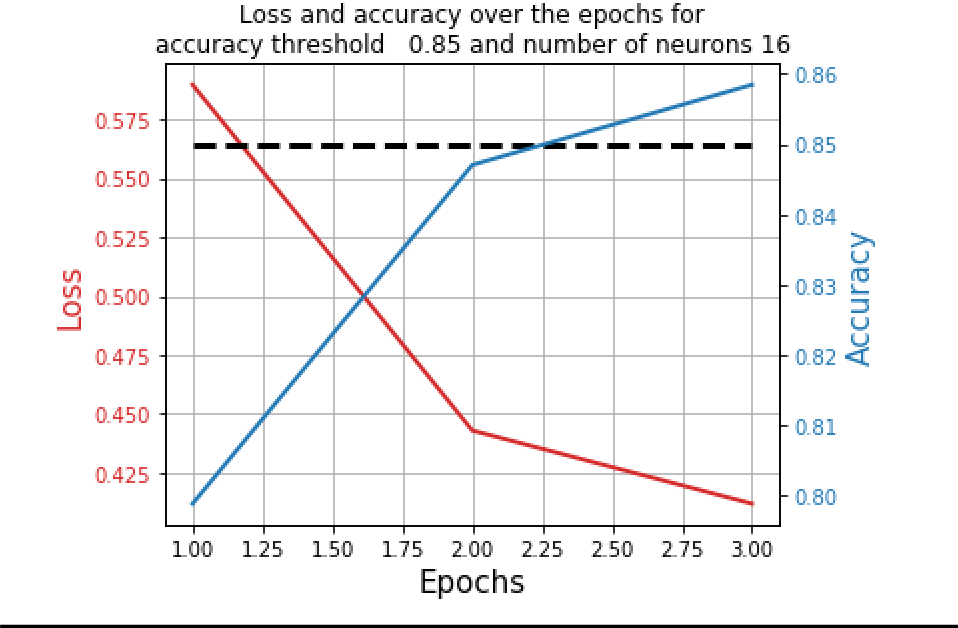 Loss and accuracy over the epochs for
accuracy threshold   0.85 and number of neurons 16
0.86
0.575
0.85
0.550
0.84
0.525
0.83
0.500
Loss
Accuracy
0.475
0.82
0.450
0.81
0.425
0.80
1.00 1.25 1.50 1.75 2.00 2.25 2.50 2.75 3.00
Epochs